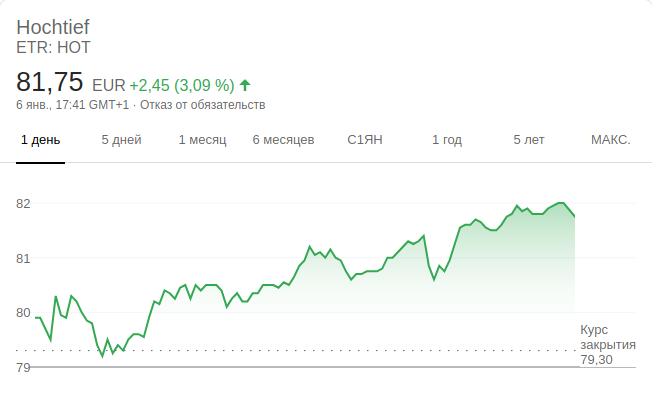 Hochtief
ETR: HOT
81,75 EUR +2,45 (3,09 %)
6 янв., 17:41 GMT+1 · Отказ от обязательств
1 день 5 дней 1 месяц 6 месяцев С1ЯН 1 год 5 лет МАКС.
82
81
80
79
Курс
закрытия
79,30